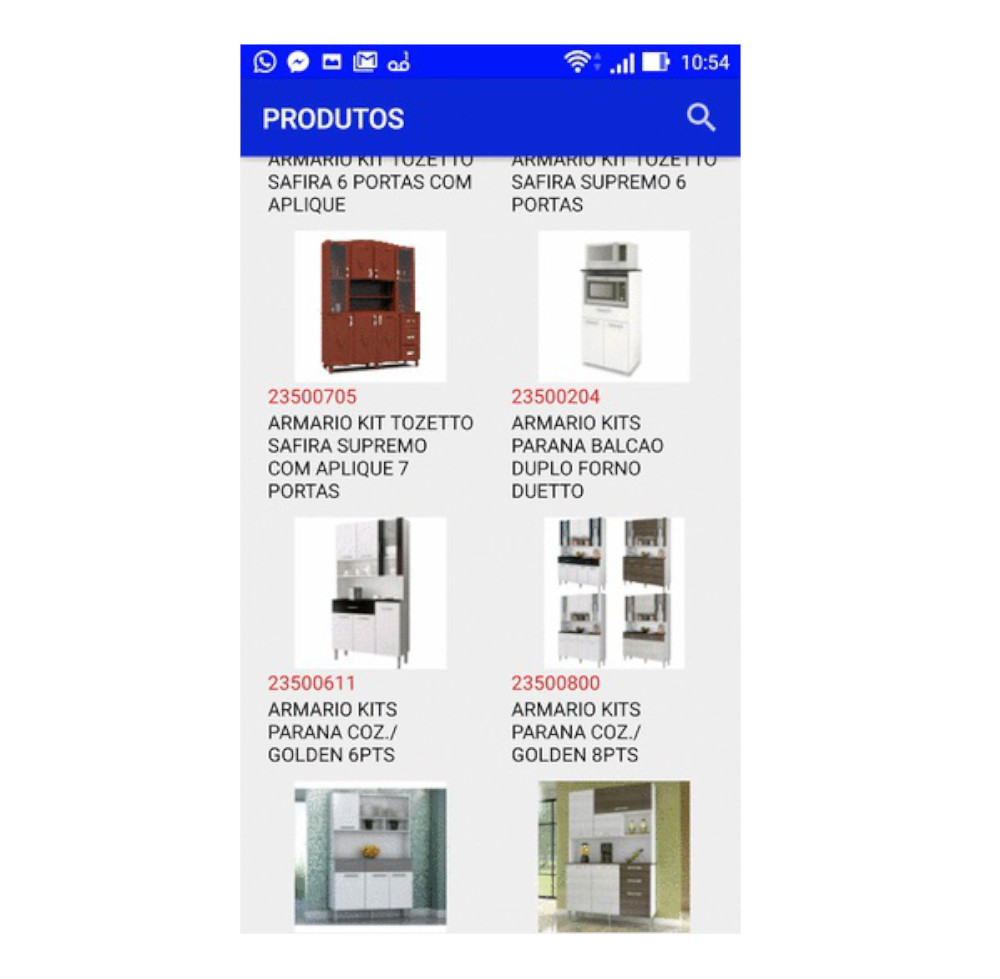 10:54
PRODUTOS
ARMARIO KIT TOZETTO
SAFIRA 6 PORTAS COM
APLIQUE
ARMARIO KIT TOZETTO
SAFIRA SUPREMO 6
PORTAS
23500705
ARMARIO KIT TOZETTO
SAFIRA SUPREMO
COM APLIQUE 7
PORTAS
23500204
ARMARIO KITS
PARANA BALCAO
DUPLO FORNO
DUETTO
23500611
ARMARIO KITS
PARANA COZ./
GOLDEN 6PTS
23500800
ARMARIO KITS
PARANA COZ./
GOLDEN 8PTS